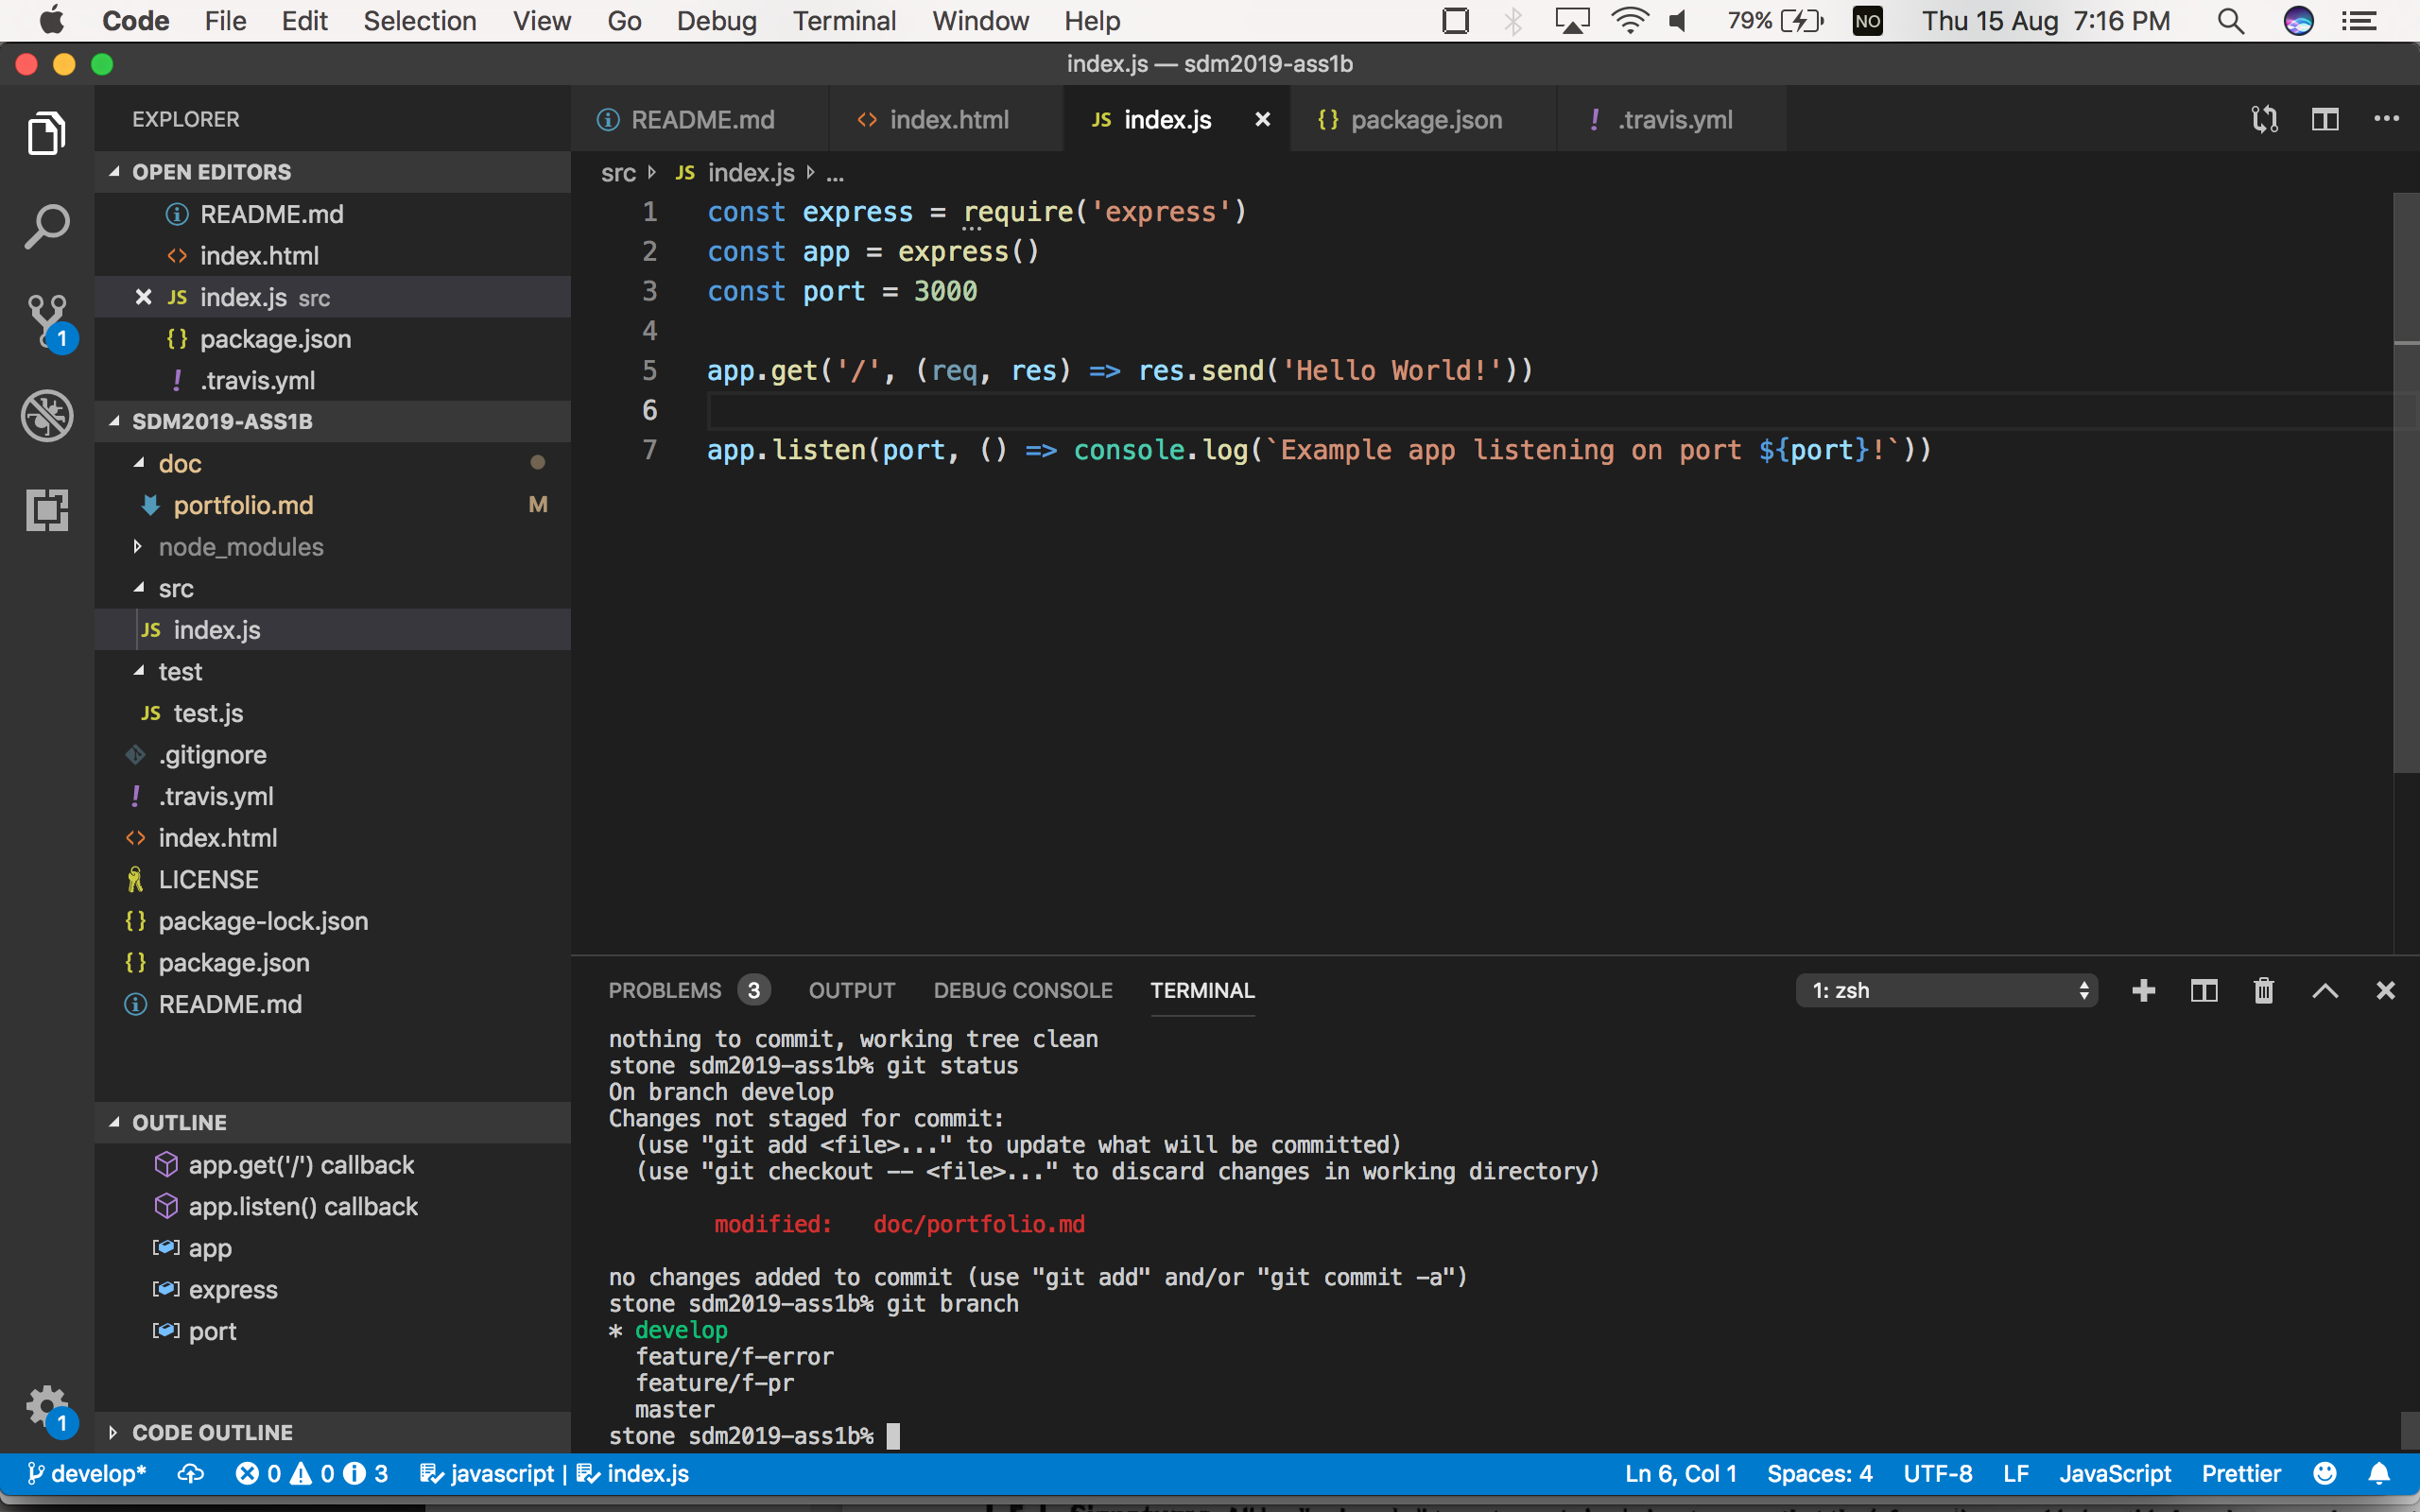 Code File Edit Selection View Go Debug Terminal Window Help 79% NO Thu 15 Aug 7:16 PM
index.js — sdm2019-ass1b
EXPLORER
OPEN EDITORS
README.md
index.html
JS index.js src
{} package.json
! .travis.yml
SDM2019-ASS1B
doc
portfolio.md M
node_modules
src
JS index.js
test
JS test.js
.gitignore
! .travis.yml
<> index.html
LICENSE
{} package-lock.json
{} package.json
README.md
OUTLINE
app.get('/') callback
app.listen() callback
app
express
port
CODE OUTLINE
1
1
README.md <> index.html JS index.js × {} package.json ! .travis.yml
src JS index.js ...
1 const express = require('express')
2 const app = express()
3 const port = 3000
4
5 app.get('/', (req, res) => res.send('Hello World!'))
6
7 app.listen(port, () => console.log(`Example app listening on port ${port}!`))
PROBLEMS 3 OUTPUT DEBUG CONSOLE TERMINAL 1: zsh
nothing to commit, working tree clean
stone sdm2019-ass1b% git status
On branch develop
Changes not staged for commit:
(use "git add <file>..." to update what will be committed)
(use "git checkout -- <file>..." to discard changes in working directory)
modified: doc/portfolio.md
no changes added to commit (use "git add" and/or "git commit -a")
stone sdm2019-ass1b% git branch
* develop
feature/f-error
feature/f-pr
master
stone sdm2019-ass1b%
develop* 0 0 3 javascript | index.js Ln 6, Col 1 Spaces: 4 UTF-8 LF JavaScript Prettier